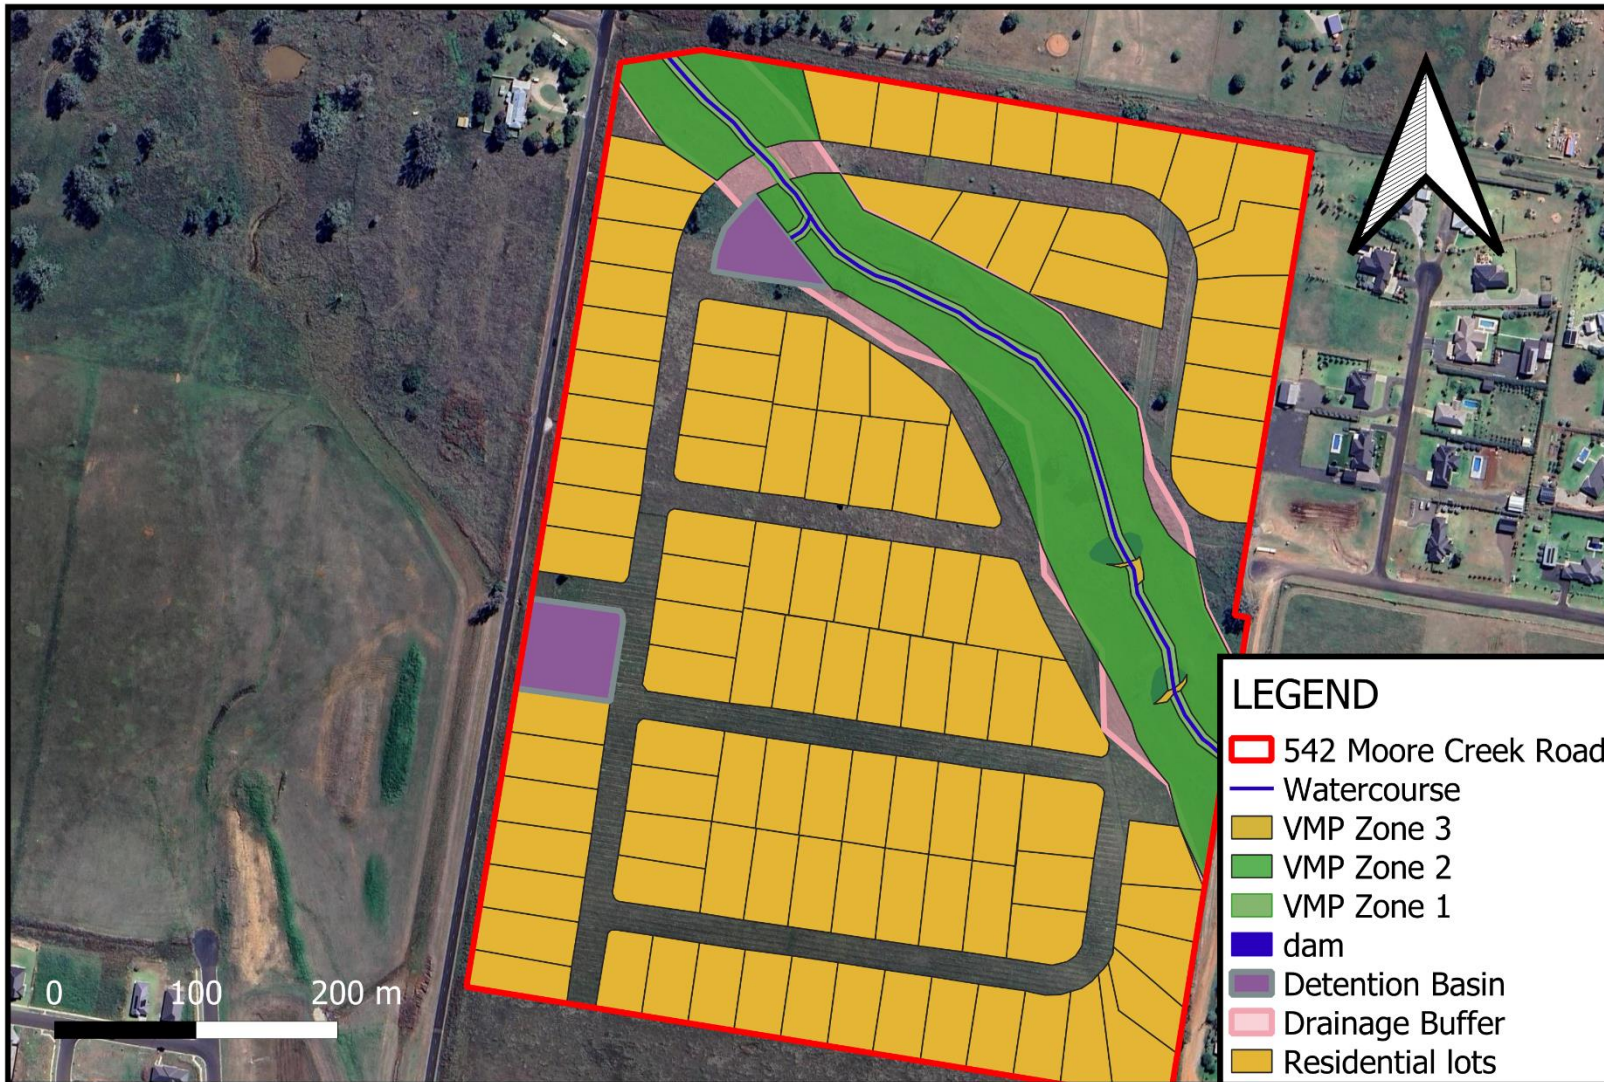 0 100 200 m
LEGEND
542 Moore Creek Road
Watercourse
VMP Zone 3
VMP Zone 2
VMP Zone 1
dam
Detention Basin
Drainage Buffer
Residential lots